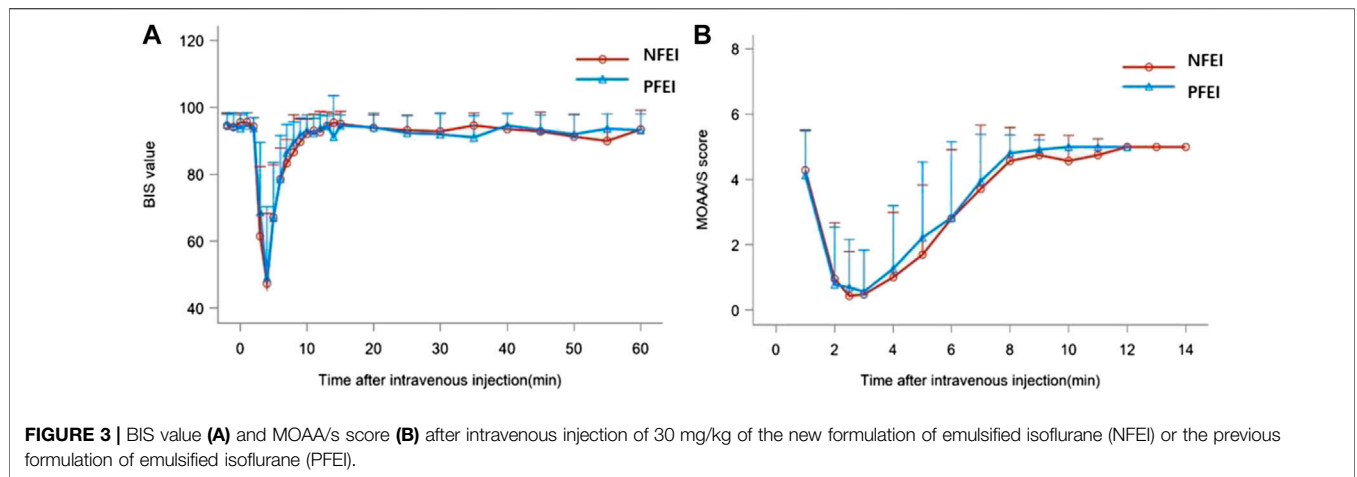 A
120
100
80
60
40
BIS value
0
10
20
30
40
50
60
Time after intravenous injection(min)
NFEI
PFEI
B
8
6
4
2
0
MOAA/S score
0
2
4
6
8
10
12
14
Time after intravenous injection(min)
NFEI
PFEI
FIGURE 3 | BIS value (A) and MOAA/s score (B) after intravenous injection of 30 mg/kg of the new formulation of emulsified isoflurane (NFEI) or the previous
formulation of emulsified isoflurane (PFEI).